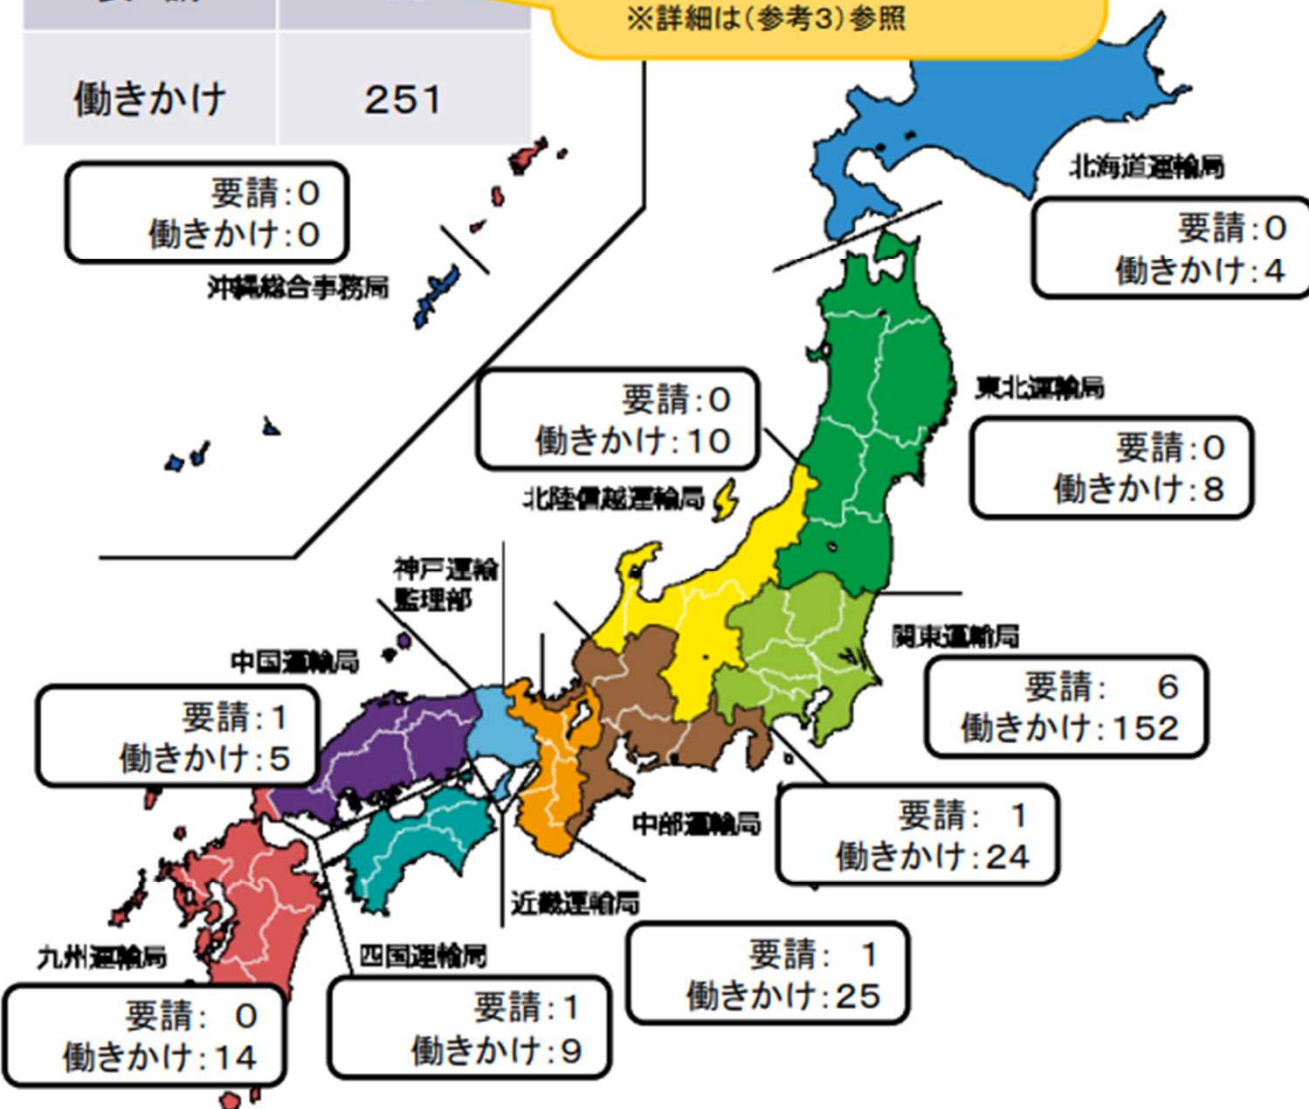 ※詳細は(参考3)参照
働きかけ 251
要請:0
働きかけ:0
沖縄総合事務局
北海道運輸局
要請:0
働きかけ:4
要請:0
働きかけ:10
北陸信越運輸局
東北運輸局
要請:0
働きかけ:8
神戸運輸
監理部
中国運輸局
要請:1
働きかけ:5
関東運輸局
要請: 6
働きかけ:152
中部運輸局
要請: 1
働きかけ:24
近畿運輸局
要請: 1
働きかけ:25
九州運輸局
要請: 0
働きかけ:14
四国運輸局
要請:1
働きかけ:9